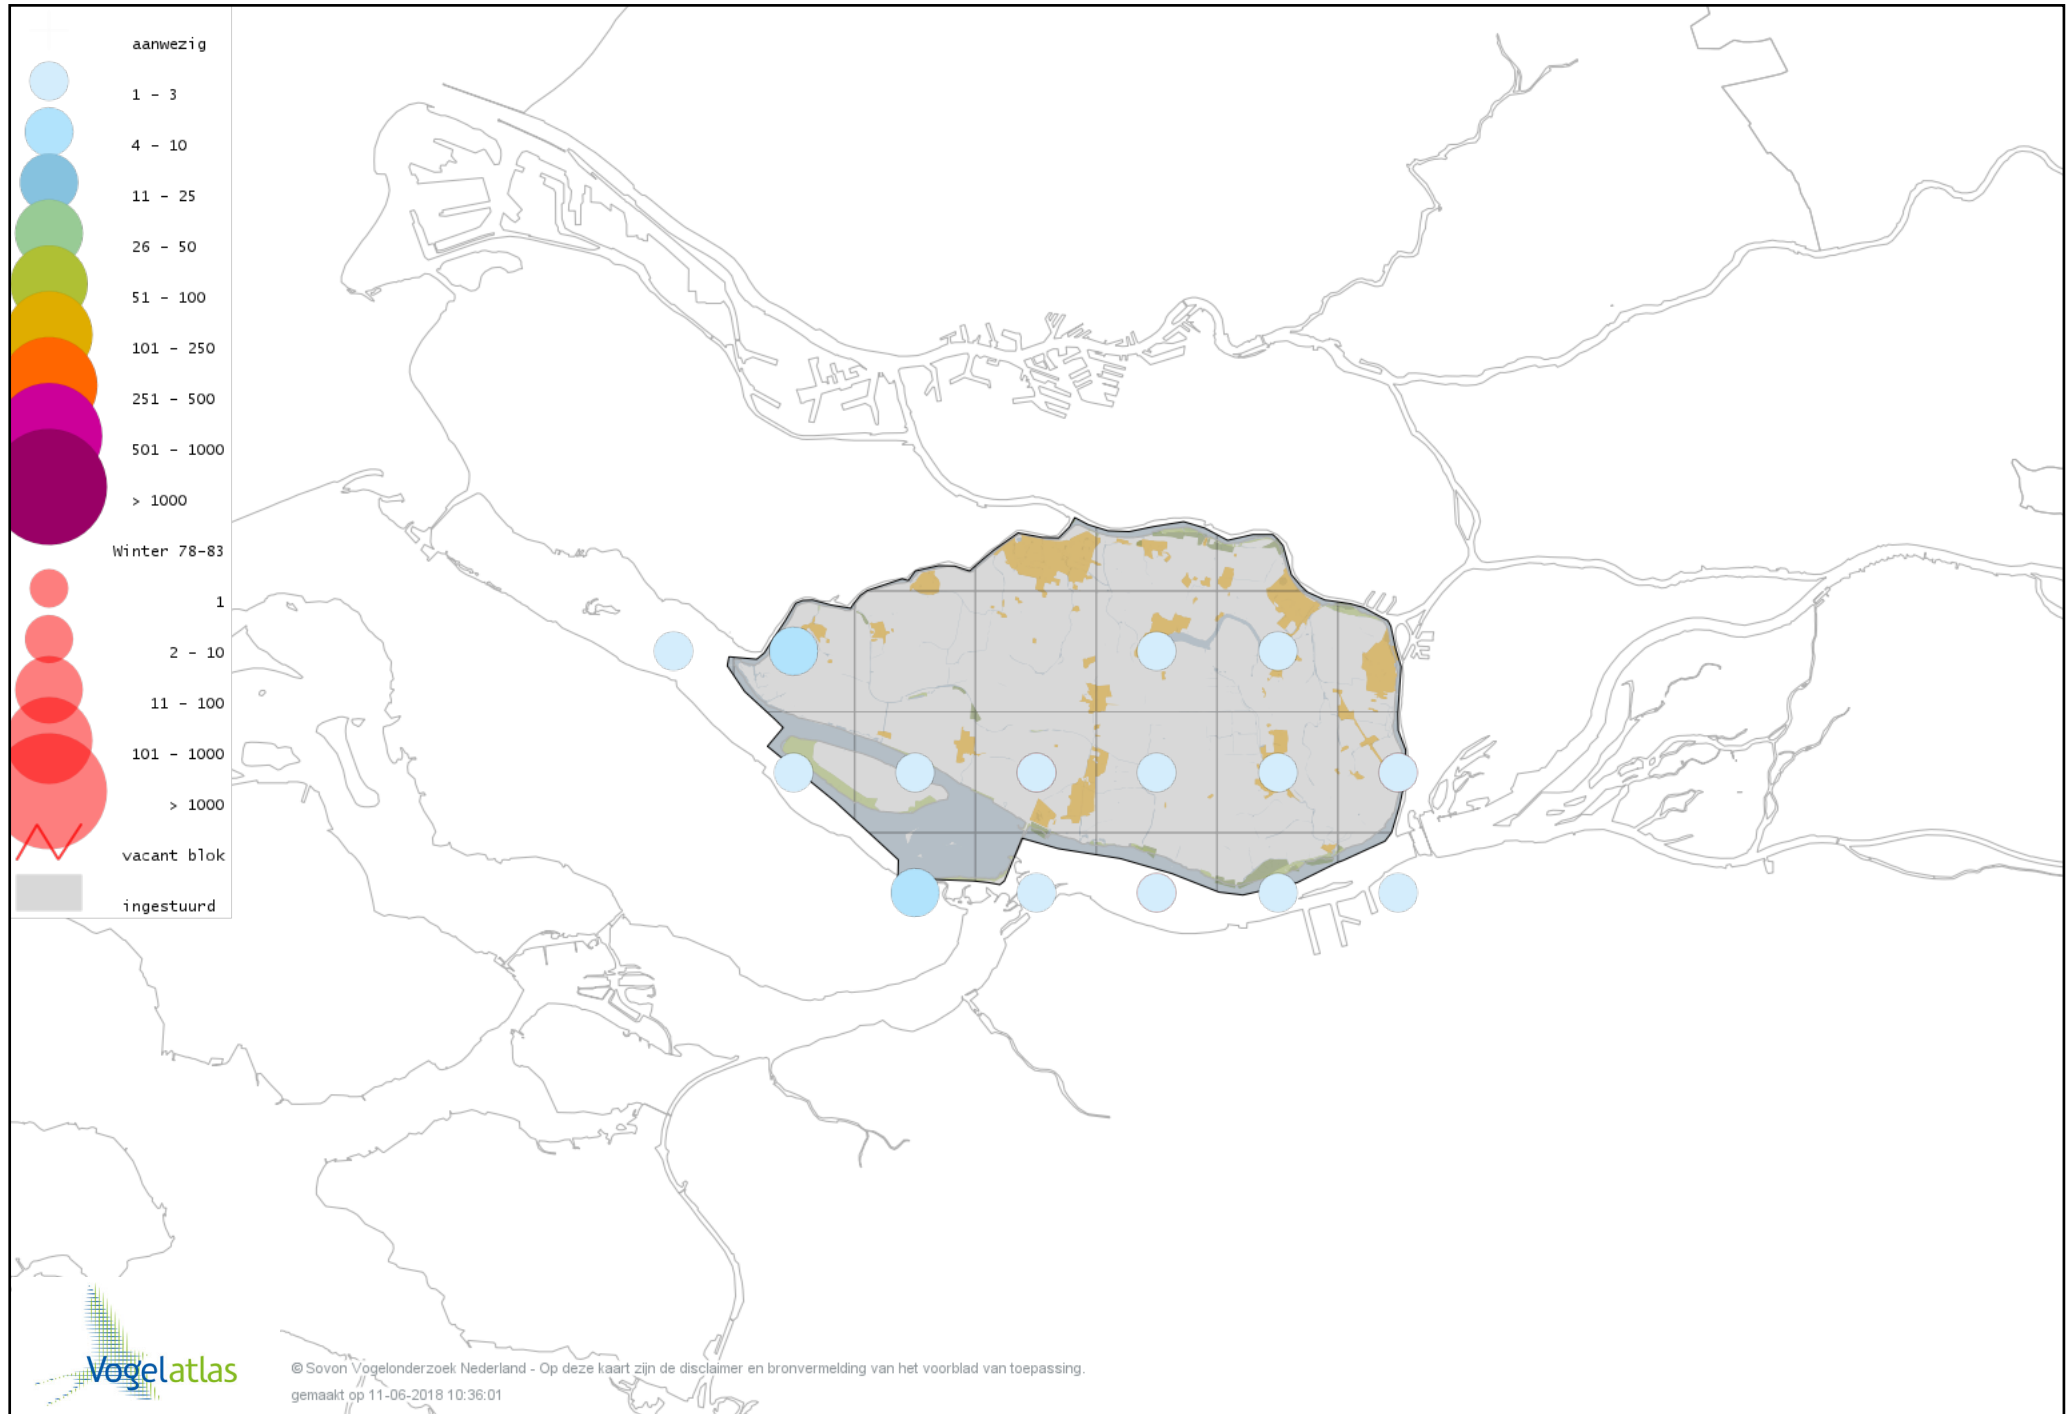 aanwezig
1 - 3
4 - 10
11 - 25
26 - 50
51 - 100
101 - 250
251 - 500
501 - 1000
> 1000
Winter 78-83
1
2 - 10
11 - 100
101 - 1000
> 1000
vacant blok
ingestuurd
Vogelatlas
© Sovon Vogelonderzoek Nederland - Op deze kaart zijn de disclaimer en bronvermelding van het voorblad van toepassing.
gemaakt op 11-06-2018 10:36:01